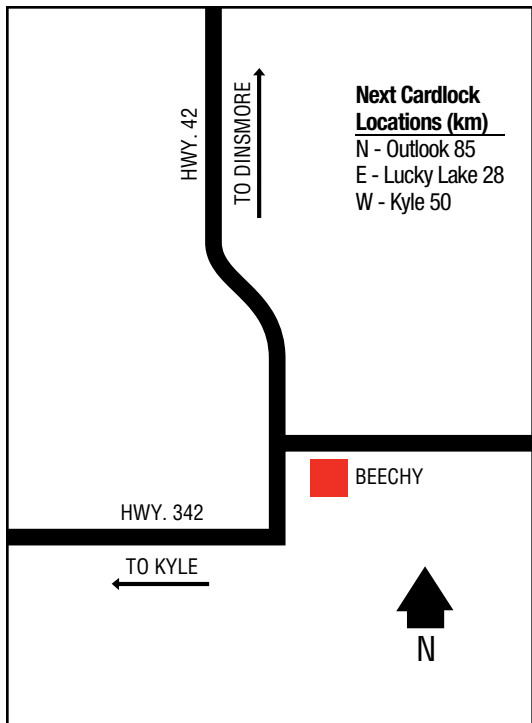 HWY. 42
TO DINSMORE
Next Cardlock
Locations (km)
N - Outlook 85
E - Lucky Lake 28
W - Kyle 50
BEECHY
HWY. 342
TO KYLE
N